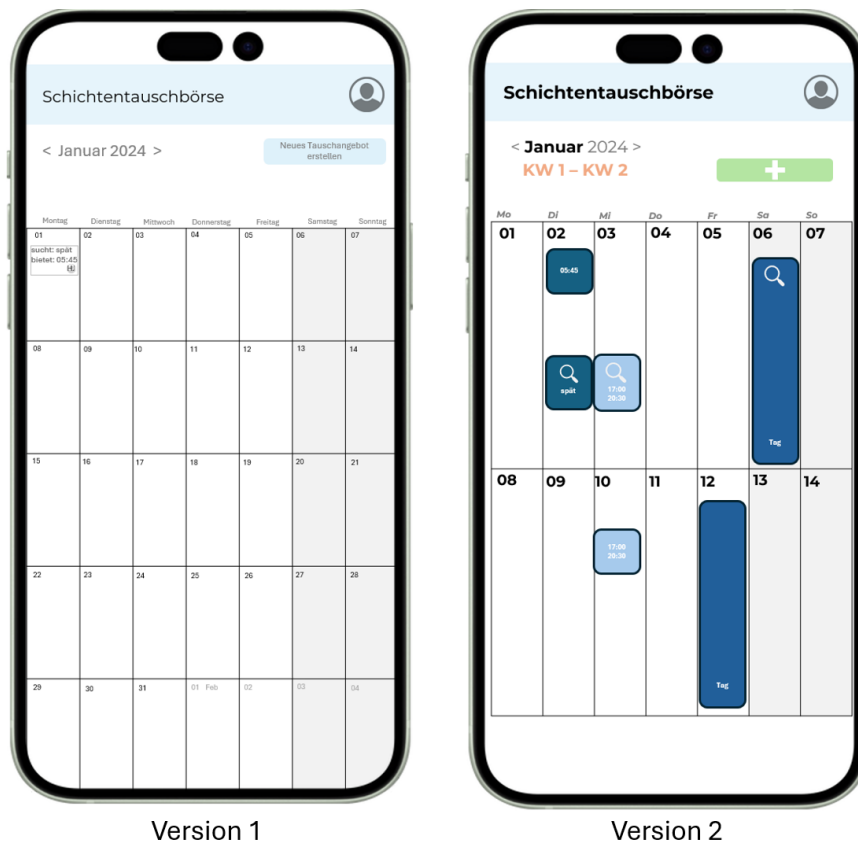 Schichtentauschbörse
< Januar 2024 >
Neues Tauschangebot
erstellen
Montag Dienstag Mittwoch Donnerstag Freitag Samstag Sonntag
01 02 03 04 05 06 07
sucht: spät
bietet: 05:45
08 09 10 11 12 13 14
15 16 17 18 19 20 21
22 23 24 25 26 27 28
29 30 31 01 Feb 02 03 04
Version 1
Schichtentauschbörse
< Januar 2024 >
KW 1 – KW 2
Mo Di Mi Do Fr Sa So
01 02 03 04 05 06 07
05:45
spät
17:00
20:30
Tag
08 09 10 11 12 13 14
17:00
20:30
Tag
Version 2